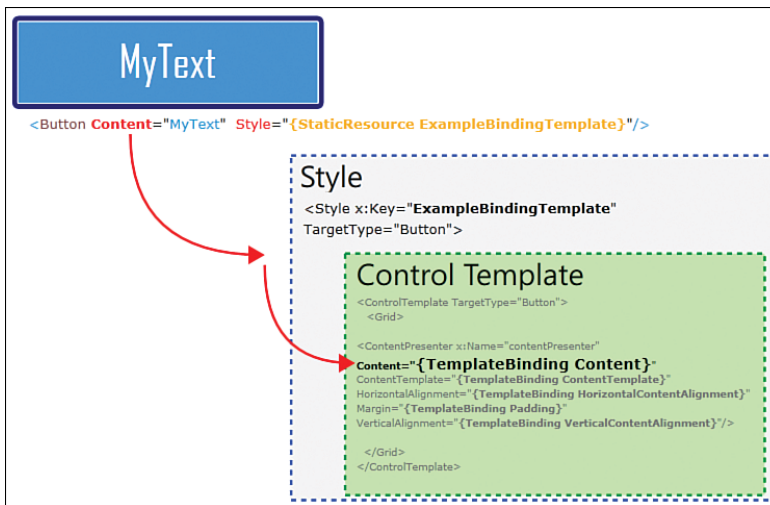 MyText
<Button Content="MyText" Style="{StaticResource ExampleBindingTemplate}"/>
Style
<Style x:Key="ExampleBindingTemplate"
TargetType="Button">
Control Template
<ControlTemplate TargetType="Button">
<Grid>
<ContentPresenter x:Name="contentPresenter"
Content="{TemplateBinding Content}"
ContentTemplate="{TemplateBinding ContentTemplate}"
HorizontalAlignment="{TemplateBinding HorizontalContentAlignment}"
Margin="{TemplateBinding Padding}"
VerticalAlignment="{TemplateBinding VerticalContentAlignment}"/>
</Grid>
</ControlTemplate>